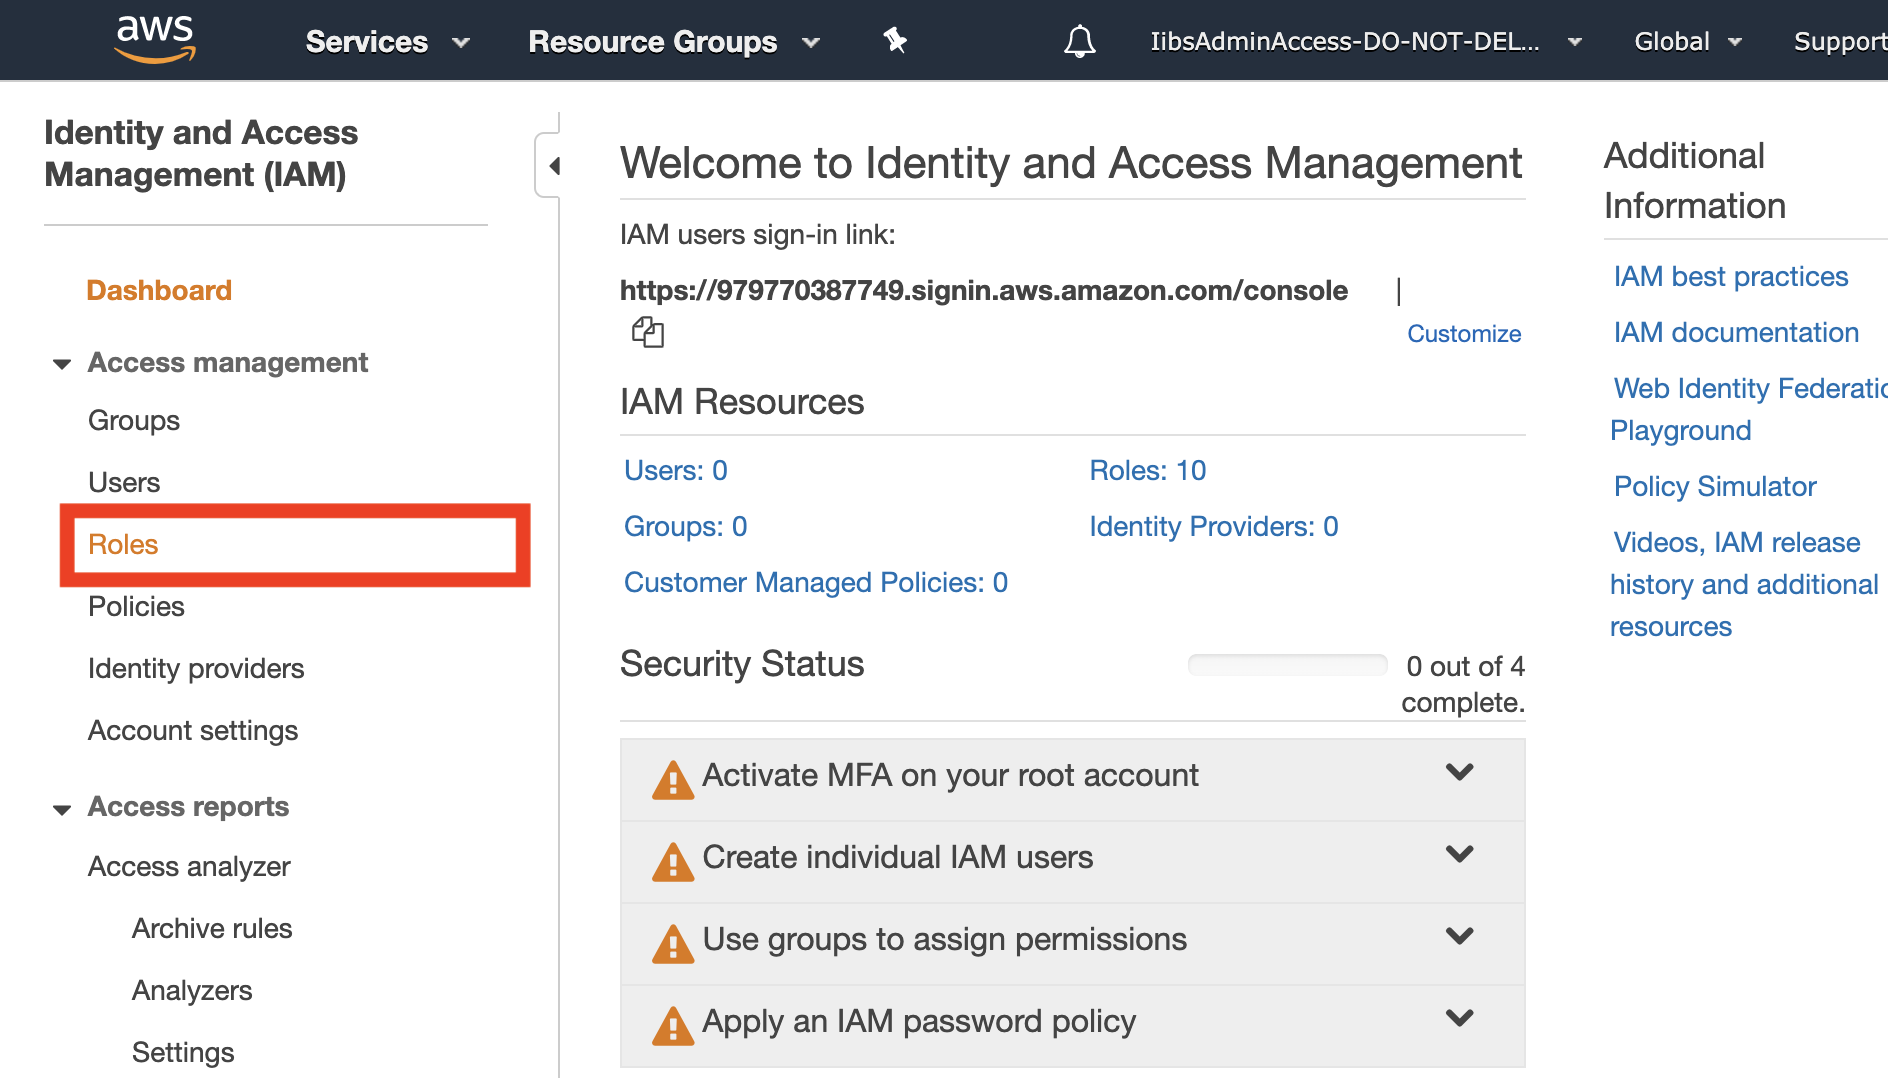 aws
Services
Resource Groups
IibsAdminAccess-DO-NOT-DEL...
Global
Support
Identity and Access
Management (IAM)
Dashboard
Access management
Groups
Users
Roles
Policies
Identity providers
Account settings
Access reports
Access analyzer
Archive rules
Analyzers
Settings
Welcome to Identity and Access Management
IAM users sign-in link:
https://979770387749.signin.aws.amazon.com/console |
Customize
IAM Resources
Users: 0
Roles: 10
Groups: 0
Identity Providers: 0
Customer Managed Policies: 0
Security Status
0 out of 4
complete.
Activate MFA on your root account
Create individual IAM users
Use groups to assign permissions
Apply an IAM password policy
Additional
Information
IAM best practices
IAM documentation
Web Identity Federatio
Playground
Policy Simulator
Videos, IAM release
history and additional
resources